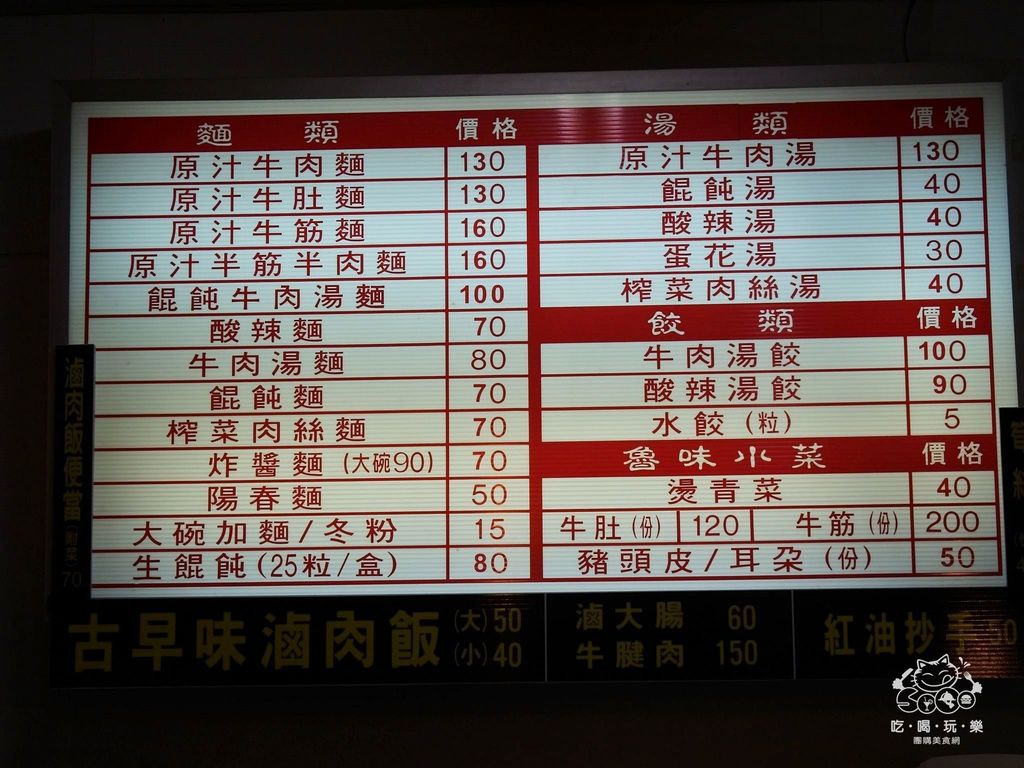 麵類 價格
原汁牛肉麵 130
原汁牛肚麵 130
原汁牛筋麵 160
原汁半筋半肉麵 160
餛飩牛肉湯麵 100
酸辣麵 70
牛肉湯麵 80
餛飩麵 70
榨菜肉絲麵 70
炸醬麵 (大碗90) 70
陽春麵 50
大碗加麵/冬粉 15
生餛飩(25粒/盒) 80
湯類 價格
原汁牛肉湯 130
餛飩湯 40
酸辣湯 40
蛋花湯 30
榨菜肉絲湯 40
餃類 價格
牛肉湯餃 100
酸辣湯餃 90
水餃(粒) 5
魯味小菜 價格
燙青菜 40
牛肚(份) 120 牛筋(份) 200
豬頭皮/耳朵(份) 50
滷肉飯便當(附菜)70
古早味滷肉飯 (大)50
(小)40
滷大腸 60
牛腱肉 150
紅油抄手
吃·喝·玩·樂
團購美食網